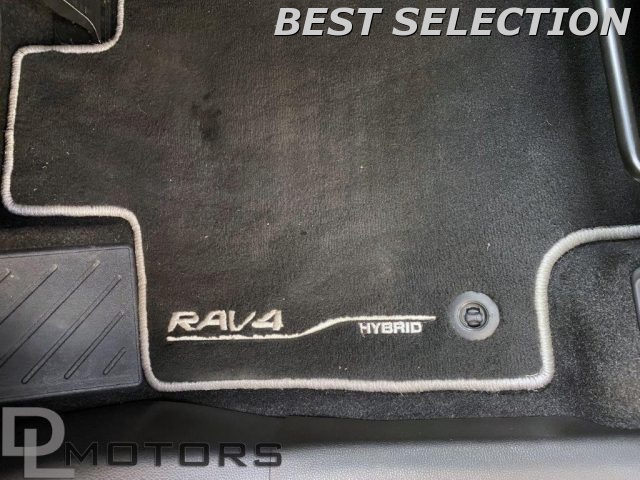 BEST SELECTION
RAV4
HYBRID
DL MOTORS